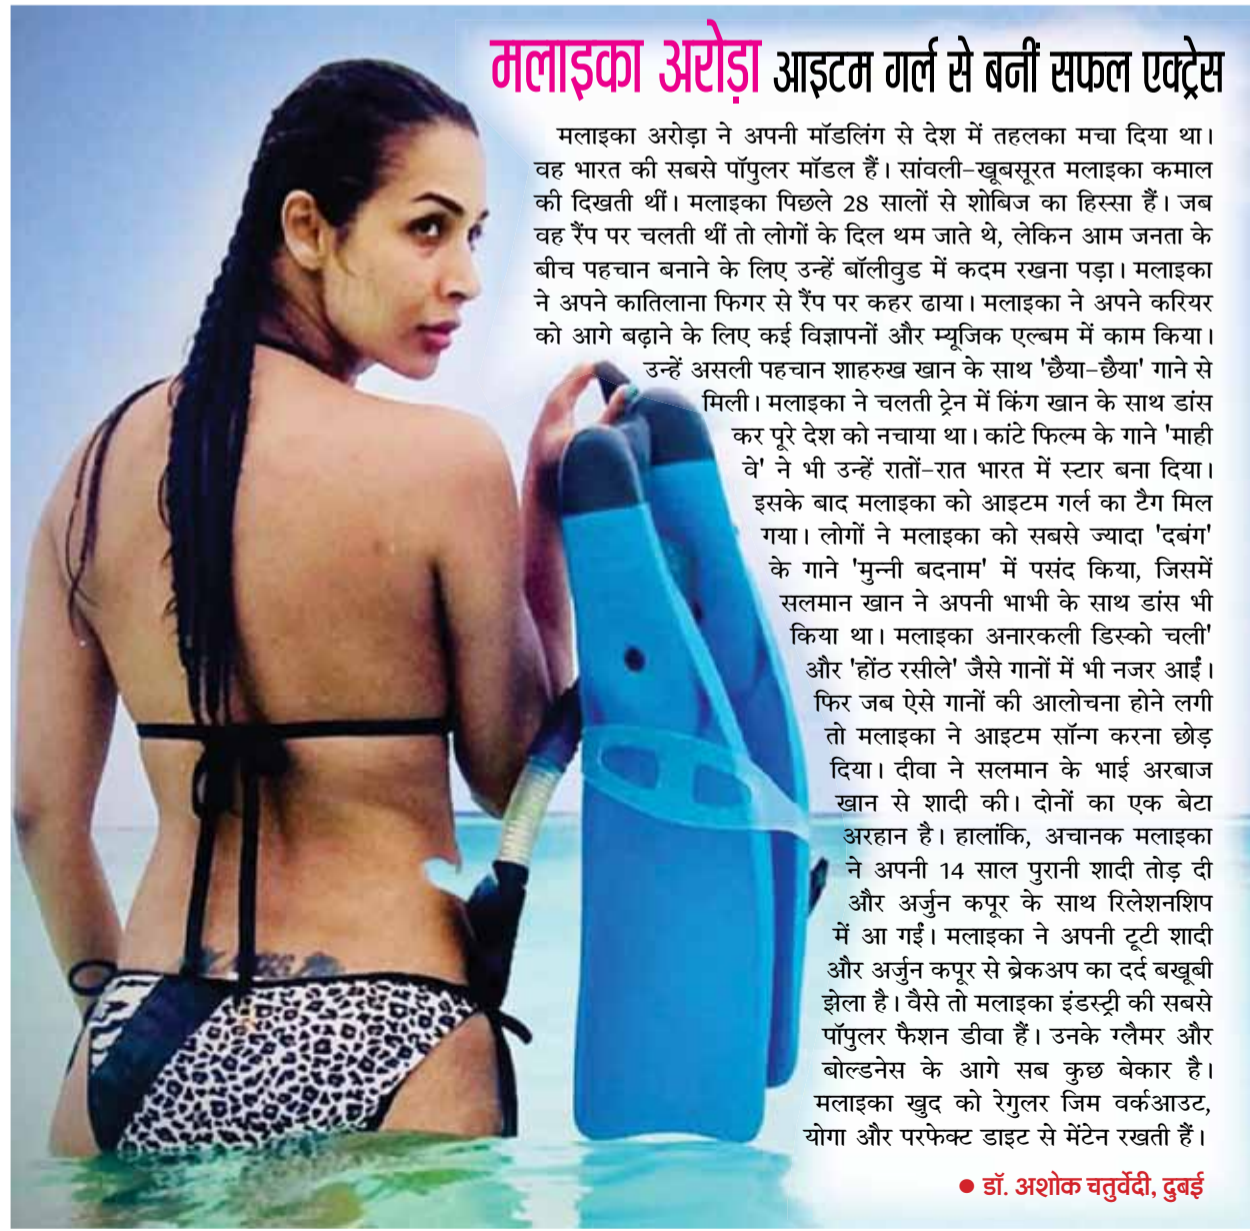 मलाइका अरोड़ा आइटम गर्ल से बनीं सफल एक्ट्रेस
मलाइका अरोड़ा ने अपनी मॉडलिंग से देश में तहलका मचा दिया था।
वह भारत की सबसे पॉपुलर मॉडल हैं। सांवली-खूबसूरत मलाइका कमाल
की दिखती थीं। मलाइका पिछले 28 सालों से शोबिज का हिस्सा हैं। जब
वह रैंप पर चलती थीं तो लोगों के दिल थम जाते थे, लेकिन आम जनता के
बीच पहचान बनाने के लिए उन्हें बॉलीवुड में कदम रखना पड़ा। मलाइका
ने अपने कातिलाना फिगर से रैंप पर कहर ढाया। मलाइका ने अपने करियर
को आगे बढ़ाने के लिए कई विज्ञापनों और म्यूजिक एल्बम में काम किया।
उन्हें असली पहचान शाहरुख खान के साथ 'छैया-छैया' गाने से
मिली। मलाइका ने चलती ट्रेन में किंग खान के साथ डांस
कर पूरे देश को नचाया था। कांटे फिल्म के गाने 'माही
वे' ने भी उन्हें रातों-रात भारत में स्टार बना दिया।
इसके बाद मलाइका को आइटम गर्ल का टैग मिल
गया। लोगों ने मलाइका को सबसे ज्यादा 'दबंग'
के गाने 'मुन्नी बदनाम' में पसंद किया, जिसमें
सलमान खान ने अपनी भाभी के साथ डांस भी
किया था। मलाइका अनारकली डिस्को चली'
और 'होंठ रसीले' जैसे गानों में भी नजर आईं।
फिर जब ऐसे गानों की आलोचना होने लगी
तो मलाइका ने आइटम सॉन्ग करना छोड़
दिया। दीवा ने सलमान के भाई अरबाज
खान से शादी की। दोनों का एक बेटा
अरहान है। हालांकि, अचानक मलाइका
ने अपनी 14 साल पुरानी शादी तोड़ दी
और अर्जुन कपूर के साथ रिलेशनशिप
में आ गईं। मलाइका ने अपनी टूटी शादी
और अर्जुन कपूर से ब्रेकअप का दर्द बखूबी
झेला है। वैसे तो मलाइका इंडस्ट्री की सबसे
पॉपुलर फैशन डीवा हैं। उनके ग्लैमर और
बोल्डनेस के आगे सब कुछ बेकार है।
मलाइका खुद को रेगुलर जिम वर्कआउट,
योगा और परफेक्ट डाइट से मेंटेन रखती हैं।
● डॉ. अशोक चतुर्वेदी, दुबई